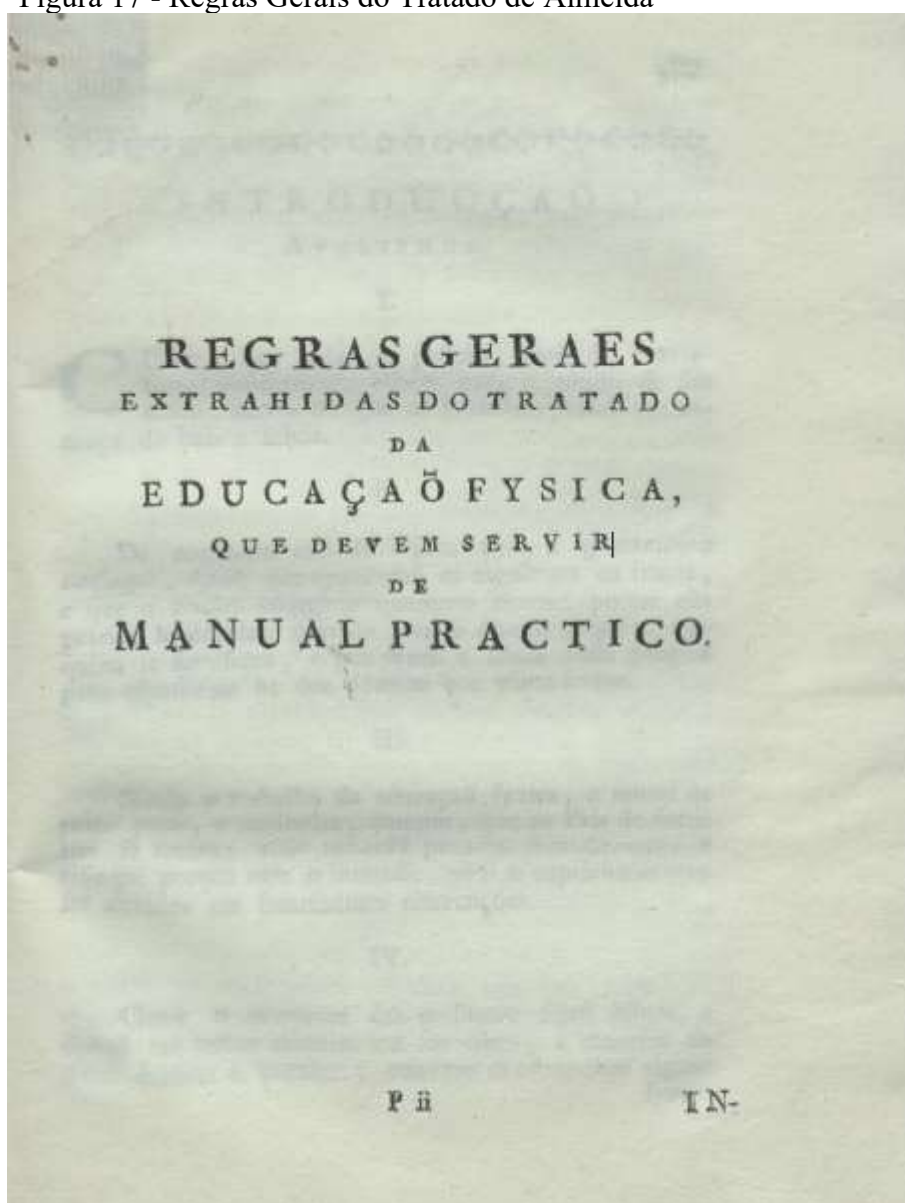 Figura 17 - Regras Gerais do Tratado de Almeida
REGRAS GERAES
EXTRAHIDAS DO TRATADO
DA
EDUCAÇAÕ FYSICA,
QUE DEVEM SERVIR
DE
MANUAL PRACTICO.
P ii
IN-